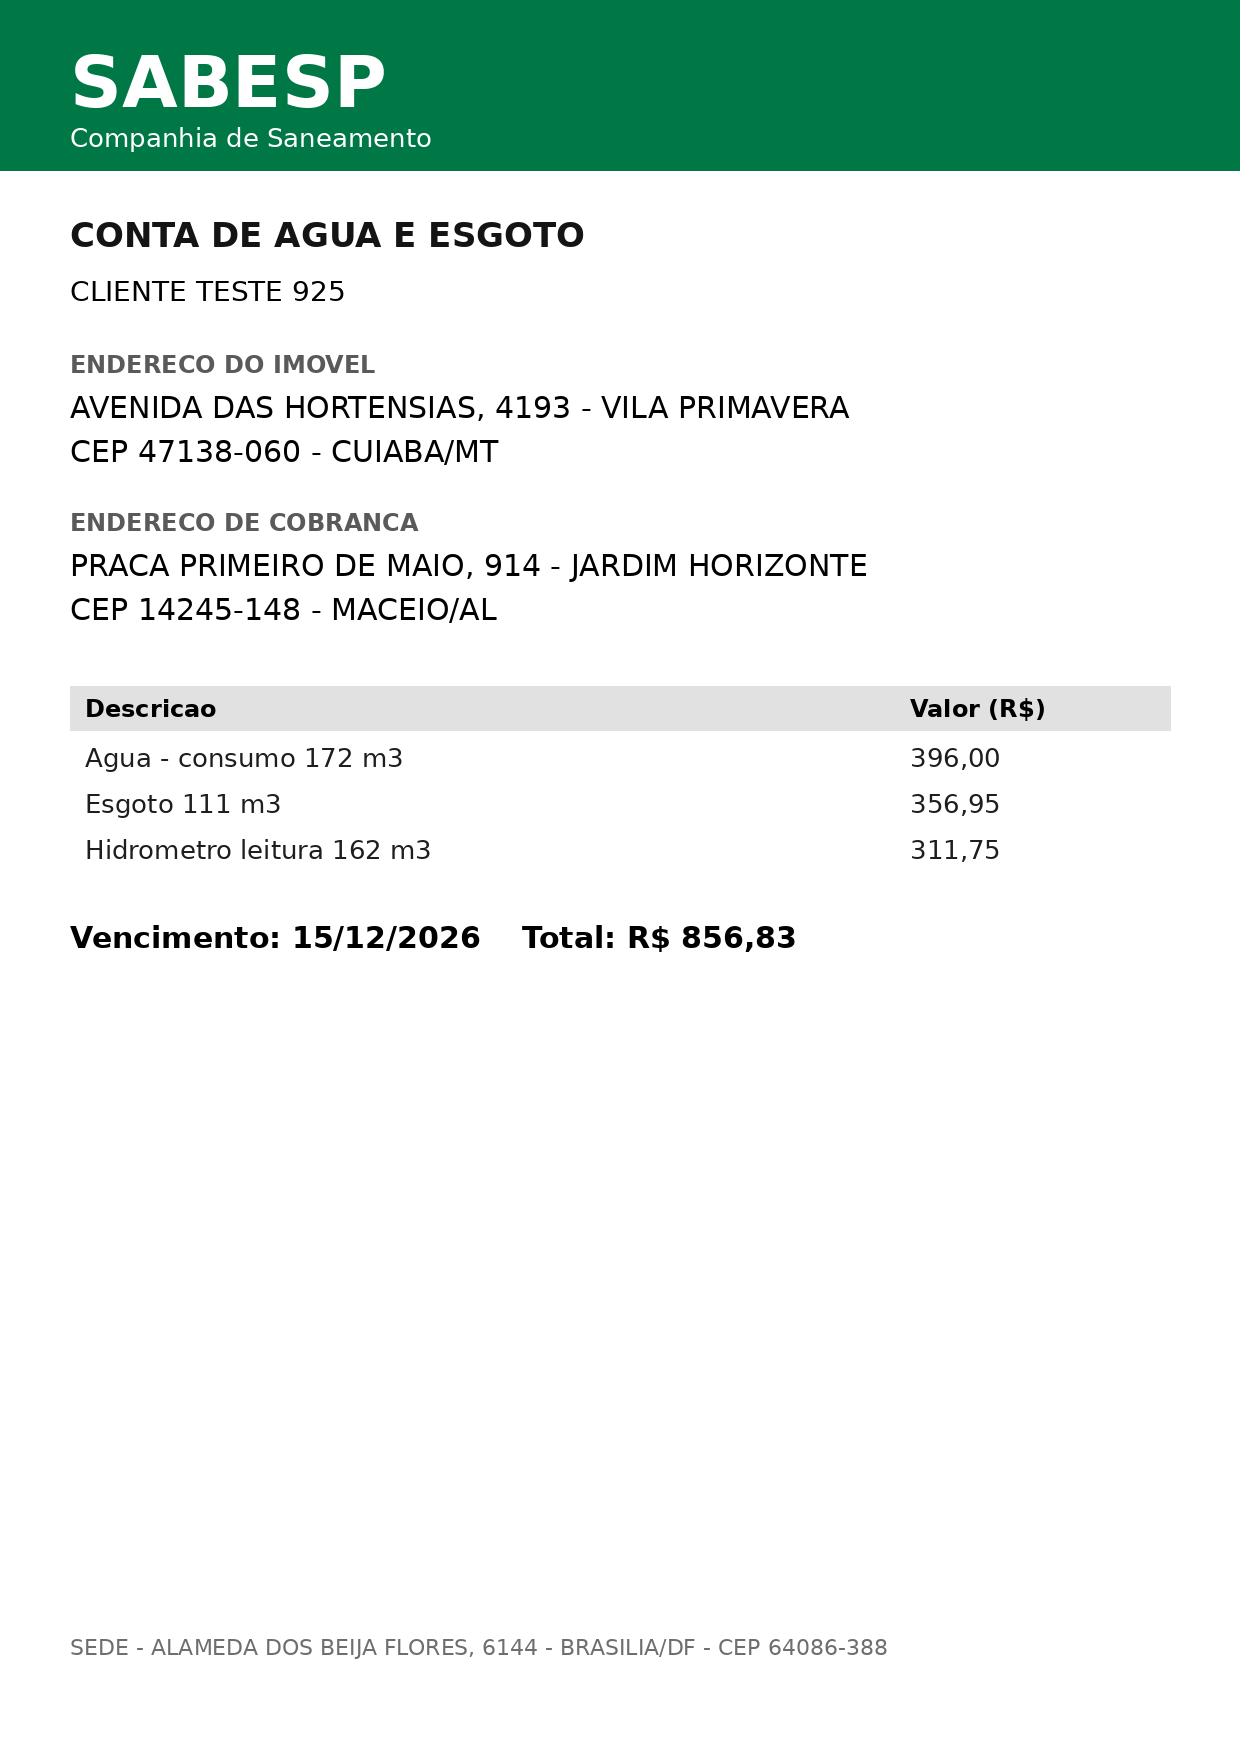 SABESP
Companhia de Saneamento
CONTA DE AGUA E ESGOTO
CLIENTE TESTE 925
ENDERECO DO IMOVEL
AVENIDA DAS HORTENSIAS, 4193 - VILA PRIMAVERA
CEP 47138-060 - CUIABA/MT
ENDERECO DE COBRANCA
PRACA PRIMEIRO DE MAIO, 914 - JARDIM HORIZONTE
CEP 14245-148 - MACEIO/AL
Descricao Valor (R$)
Agua - consumo 172 m3 396,00
Esgoto 111 m3 356,95
Hidrometro leitura 162 m3 311,75
Vencimento: 15/12/2026 Total: R$ 856,83
SEDE - ALAMEDA DOS BEIJA FLORES, 6144 - BRASILIA/DF - CEP 64086-388